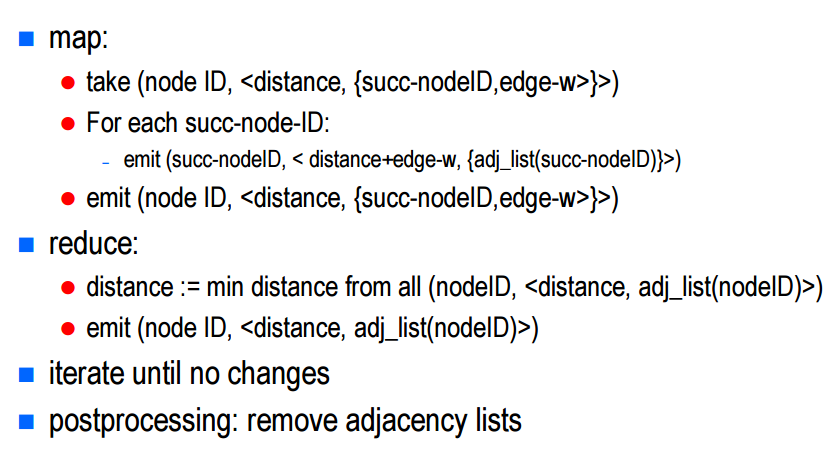 map:
take (node ID, <distance, {succ-nodeID,edge-w>}>)
For each succ-node-ID:
– emit (succ-nodeID, < distance+edge-w, {adj_list(succ-nodeID)}>)
emit (node ID, <distance, {succ-nodeID,edge-w>}>)
reduce:
distance := min distance from all (nodeID, <distance, adj_list(nodeID)>)
emit (node ID, <distance, adj_list(nodeID)>)
iterate until no changes
postprocessing: remove adjacency lists